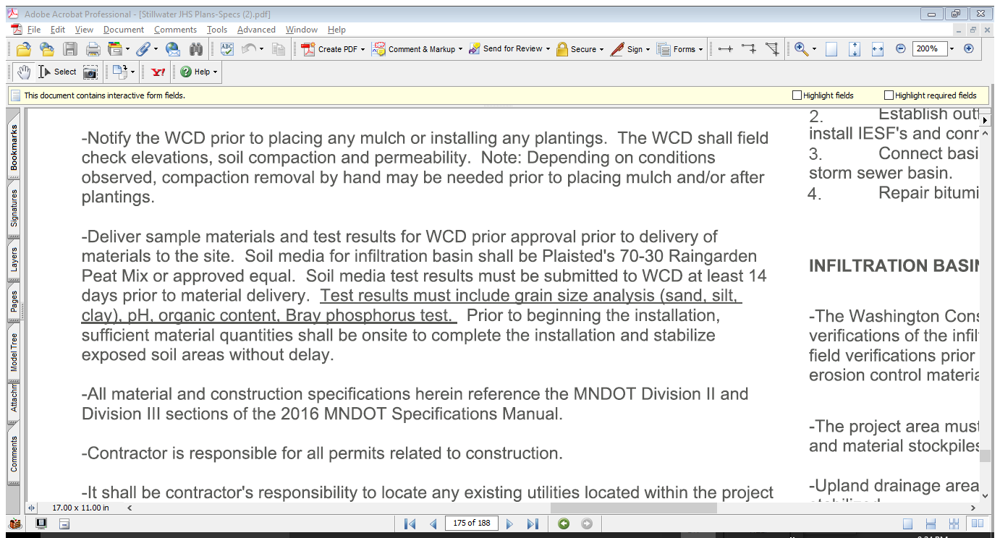 Adobe Acrobat Professional - [Stillwater JHS Plans-Specs (2).pdf]
File Edit View Document Comments Tools Advanced Window Help
Create PDF Comment & Markup Send for Review Secure Sign Forms 200%
Select Y! Help
This document contains interactive form fields. Highlight fields Highlight required fields
Bookmarks
Signatures
Layers
Pages
Model Tree
Attachm
Comments
-Notify the WCD prior to placing any mulch or installing any plantings.  The WCD shall field
check elevations, soil compaction and permeability.  Note: Depending on conditions
observed, compaction removal by hand may be needed prior to placing mulch and/or after
plantings.
-Deliver sample materials and test results for WCD prior approval prior to delivery of
materials to the site.  Soil media for infiltration basin shall be Plaisted's 70-30 Raingarden
Peat Mix or approved equal.  Soil media test results must be submitted to WCD at least 14
days prior to material delivery.  Test results must include grain size analysis (sand, silt,
clay), pH, organic content, Bray phosphorus test.   Prior to beginning the installation,
sufficient material quantities shall be onsite to complete the installation and stabilize
exposed soil areas without delay.
-All material and construction specifications herein reference the MNDOT Division II and
Division III sections of the 2016 MNDOT Specifications Manual.
-Contractor is responsible for all permits related to construction.
-It shall be contractor's responsibility to locate any existing utilities located within the project
2. Establish out
install IESF's and conr
3. Connect basi
storm sewer basin.
4. Repair bitumi
INFILTRATION BASIN
-The Washington Cons
verifications of the infil
field verifications prior
erosion control materia
-The project area must
and material stockpiles
-Upland drainage area
17.00 x 11.00 in
175 of 188